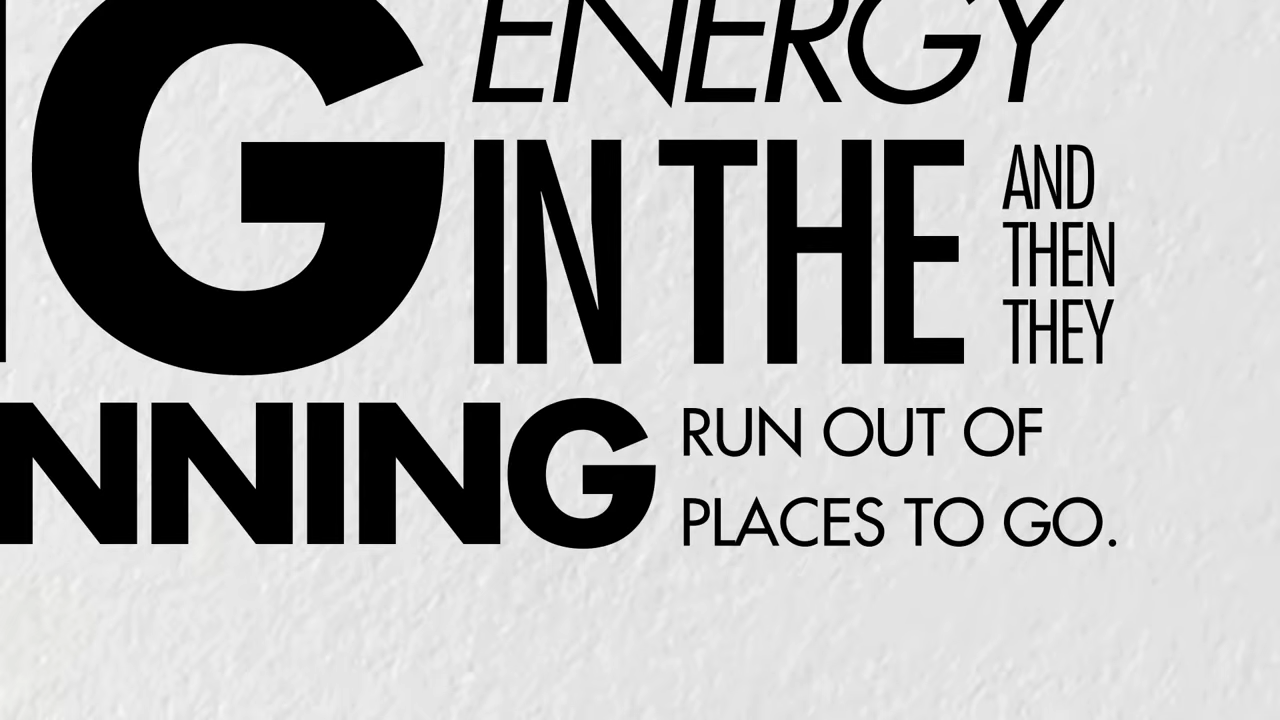 G ENERGY
IN THE AND
THEN
THEY
NNING RUN OUT OF
PLACES TO GO.